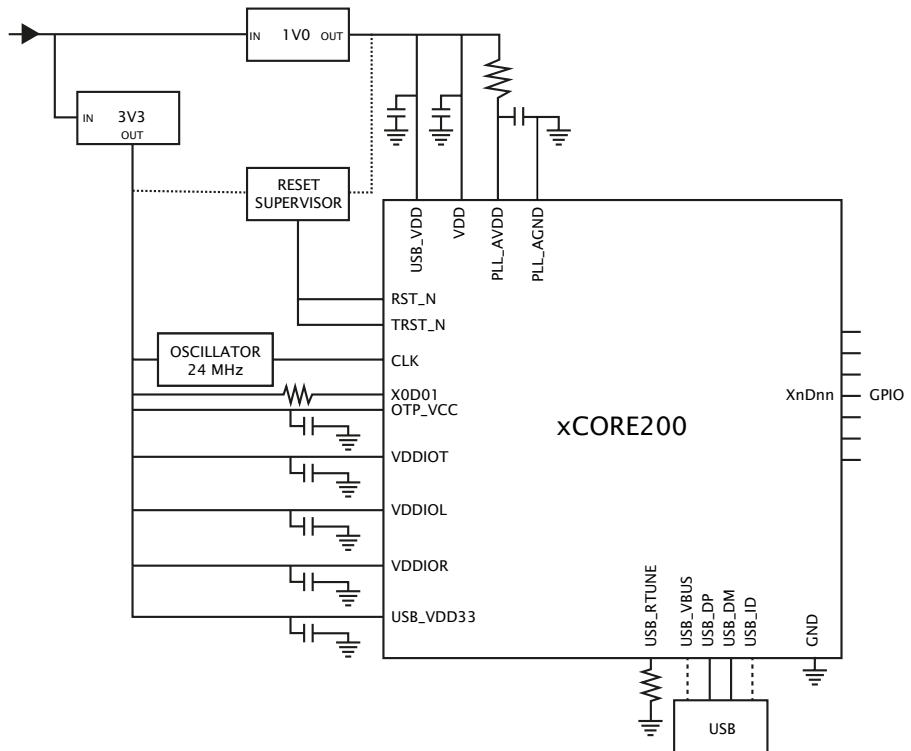 IN 1V0 OUT
IN 3V3
OUT
RESET
SUPERVISOR
USB_VDD
VDD
PLL_AVDD
PLL_AGND
RST_N
TRST_N
OSCILLATOR
24 MHz
CLK
X0D01
OTP_VCC
XnDnn
GPIO
xCORE200
VDDIOT
VDDIOL
VDDIOR
USB_VDD33
USB_RTUNE
USB_VBUS
USB_DP
USB_DM
USB_ID
GND
USB